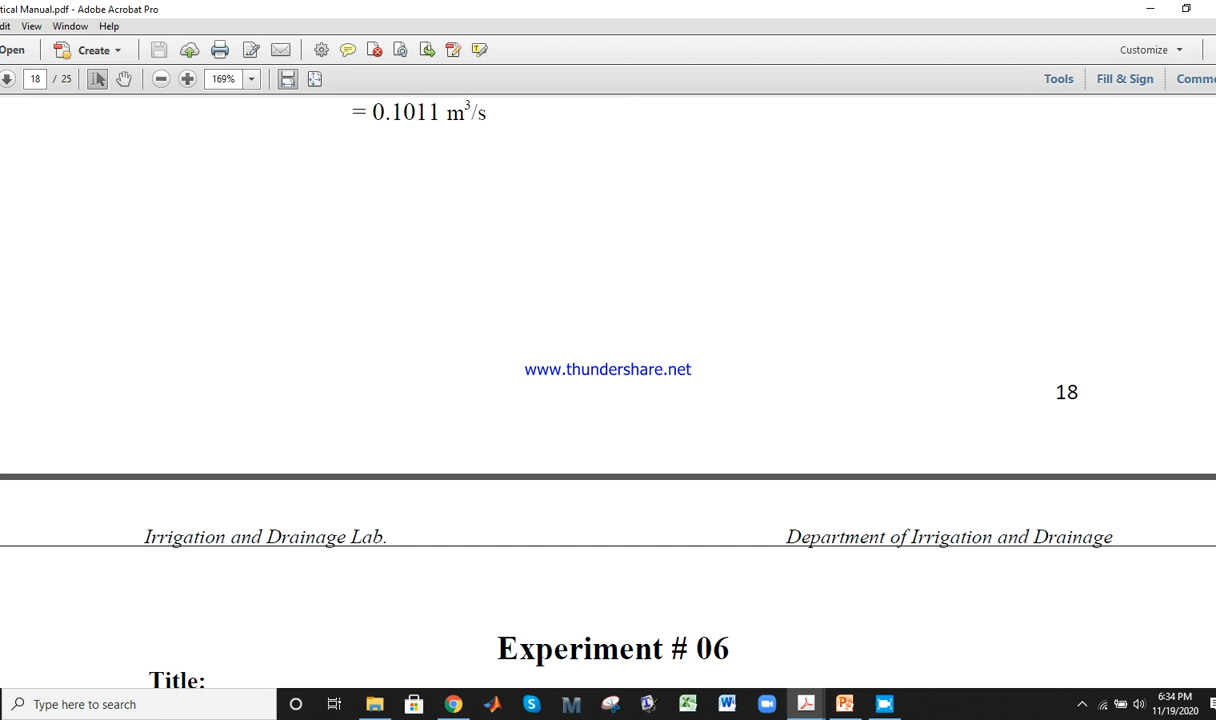 tical Manual.pdf - Adobe Acrobat Pro
dit View Window Help
Open Create Customize
18 / 25 169% Tools Fill & Sign Comme
= 0.1011 m³/s
www.thundershare.net
18
Irrigation and Drainage Lab. Department of Irrigation and Drainage
Experiment # 06
Title:
Type here to search
6:34 PM
11/19/2020